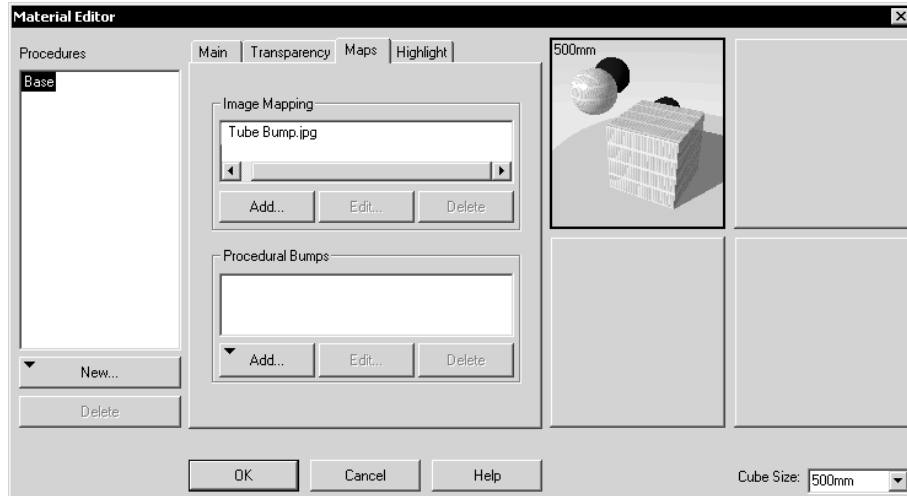 Material Editor
Procedures
Base
New...
Delete
Main Transparency Maps Highlight
Image Mapping
Tube Bump.jpg
Add... Edit... Delete
Procedural Bumps
Add... Edit... Delete
500mm
OK Cancel Help
Cube Size: 500mm